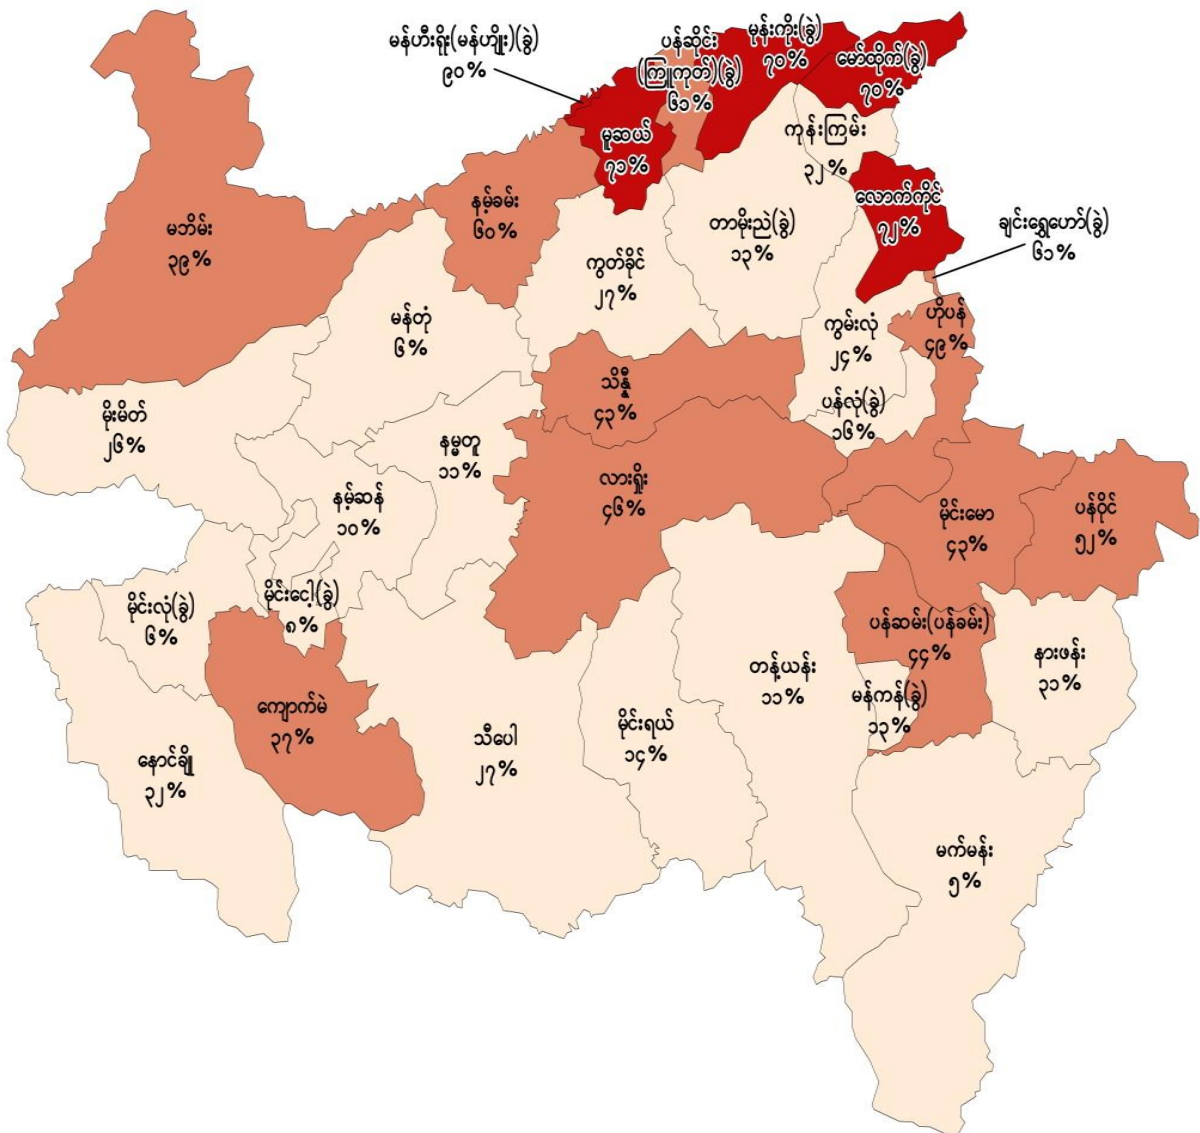 မန်ဟီးရိုး(မန်ဟျိုး)(ခွဲ)
၉၀%
ပန်ဆိုင်း
(ကြူကုတ်)(ခွဲ)
၆၁%
မုန်းကိုး(ခွဲ)
၇၀%
မော်ထိုက်(ခွဲ)
၇၀%
မူဆယ်
၇၁%
ကုန်းကြမ်း
၃၂%
လောက်ကိုင်
၇၂%
ချင်းရွှေဟော်(ခွဲ)
၆၁%
မဘိမ်း
၃၉%
နမ့်ခမ်း
၆၀%
တာမိုးညဲ(ခွဲ)
၁၃%
ကွတ်ခိုင်
၂၇%
မန်တုံ
၆%
ကွမ်းလုံ
၂၄%
ဟိုပန်
၄၉%
သိန္နီ
၄၃%
ပန်လုံ(ခွဲ)
၁၆%
မိုးမိတ်
၂၆%
နမ္မတူ
၁၁%
နမ့်ဆန်
၁၀%
လားရှိုး
၄၆%
မိုင်းမော
၄၃%
ပန်ဝိုင်
၅၂%
မိုင်းလုံ(ခွဲ)
၆%
မိုင်းငေါ့(ခွဲ)
၈%
ပန်ဆမ်း(ပန်ခမ်း)
၄၄%
နားဖန်း
၃၁%
တန့်ယန်း
၁၁%
မန်ကန်(ခွဲ)
၁၃%
ကျောက်မဲ
၃၇%
သီပေါ
၂၇%
မိုင်းရယ်
၁၄%
နောင်ချို
၃၂%
မက်မန်း
၅%